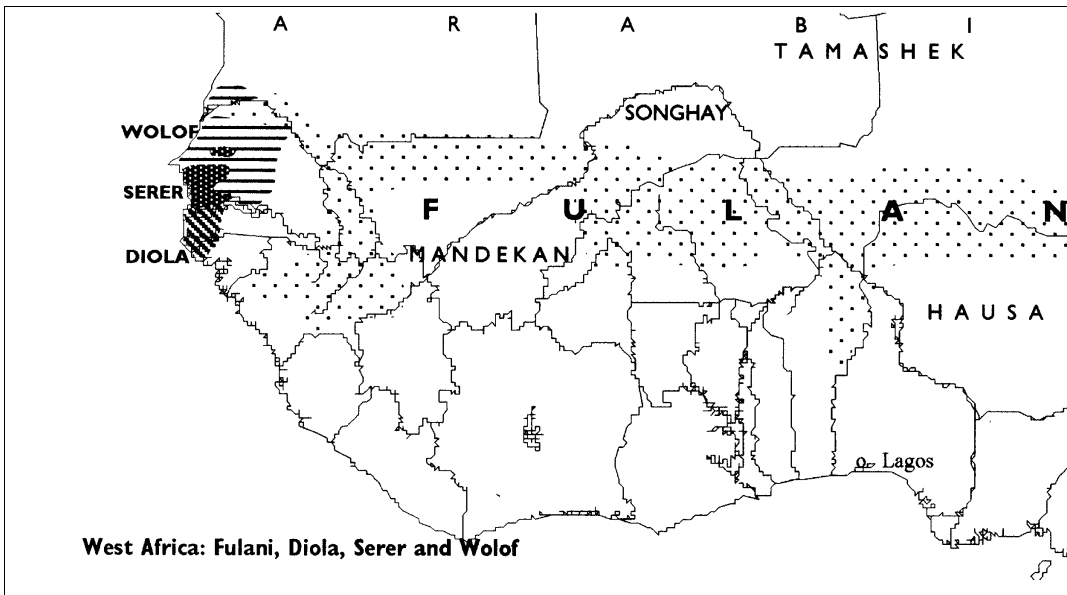 A R A B I
TAMASHEK
SONGHAY
WOLOF
SERER
F U L A N
DIOLA
MANDEKAN
HAUSA
Lagos
West Africa: Fulani, Diola, Serer and Wolof